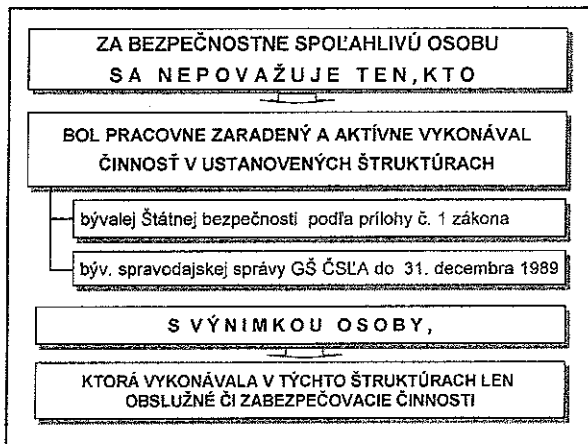 ZA BEZPEČNOSTNE SPOĽAHLIVÚ OSOBU
SA NEPOVAŽUJE TEN, KTO
BOL PRACOVNE ZARADENÝ A AKTÍVNE VYKONÁVAL
ČINNOSŤ V USTANOVENÝCH ŠTRUKTÚRACH
bývalej Štátnej bezpečnosti podľa prílohy č. 1 zákona
býv. spravodajskej správy GŠ ČSĽA do 31. decembra 1989
S VÝNIMKOU OSOBY,
KTORÁ VYKONÁVALA V TÝCHTO ŠTRUKTÚRACH LEN
OBSLUŽNÉ ČI ZABEZPEČOVACIE ČINNOSTI